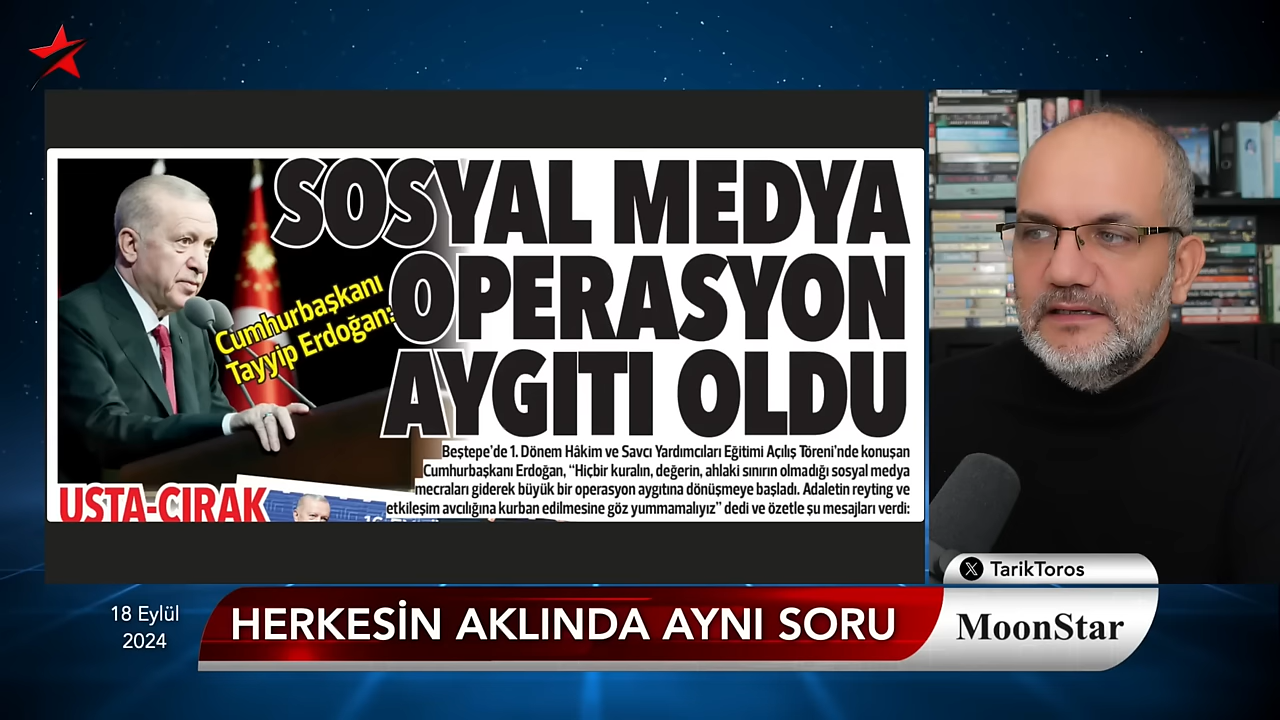 SOSYAL MEDYA
OPERASYON
AYGITI OLDU
Cumhurbaşkanı
Tayyip Erdoğan:
Beştepe'de 1. Dönem Hâkim ve Savcı Yardımcıları Eğitimi Açılış Töreni'nde konuşan
Cumhurbaşkanı Erdoğan, “Hiçbir kuralın, değerin, ahlaki sınırın olmadığı sosyal medya
mecraları giderek büyük bir operasyon aygıtına dönüşmeye başladı. Adaletin reyting ve
etkileşim avcılığına kurban edilmesine göz yummamalıyız” dedi ve özetle şu mesajları verdi:
USTA-ÇIRAK
X TarikToros
18 Eylül
2024
HERKESİN AKLINDA AYNI SORU
MoonStar